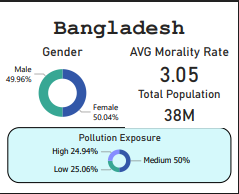 Bangladesh
Gender
Male
49.96%
Female
50.04%
AVG Morality Rate
3.05
Total Population
38M
Pollution Exposure
High 24.94%
Medium 50%
Low 25.06%